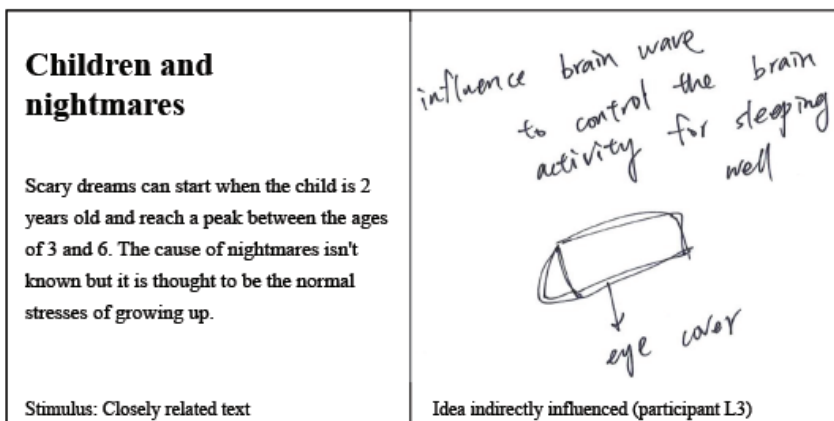 Children and
nightmares
Scary dreams can start when the child is 2
years old and reach a peak between the ages
of 3 and 6. The cause of nightmares isn't
known but it is thought to be the normal
stresses of growing up.
Stimulus: Closely related text
influence brain wave
to control the brain
activity for sleeping
well
eye cover
Idea indirectly influenced (participant L3)